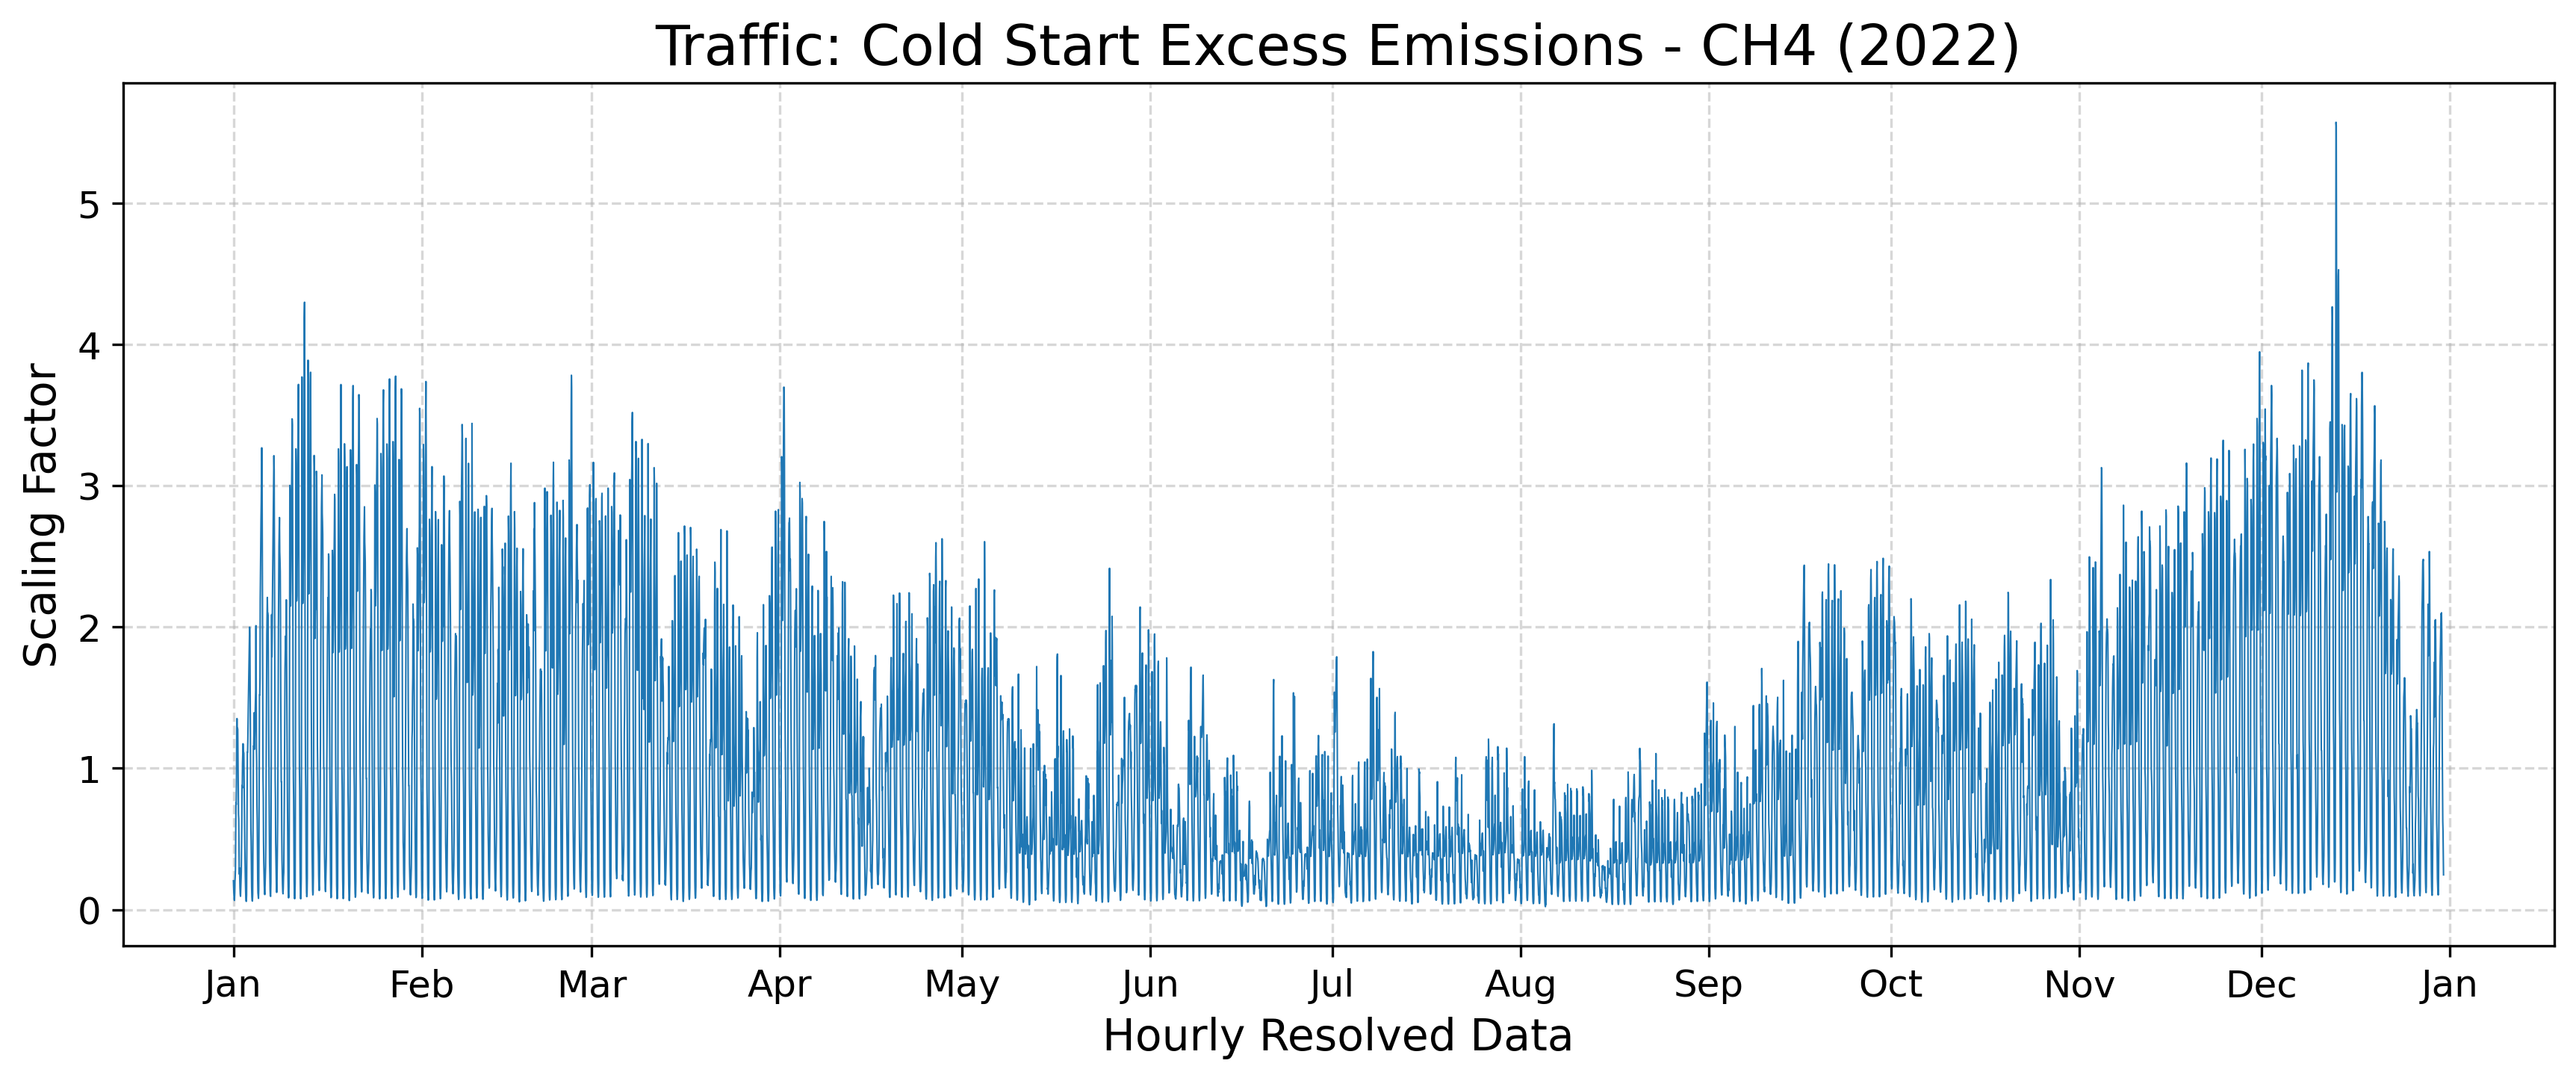 Traffic: Cold Start Excess Emissions - CH4 (2022)
Scaling Factor
5
4
3
2
1
0
Jan Feb Mar Apr May Jun Jul Aug Sep Oct Nov Dec Jan
Hourly Resolved Data